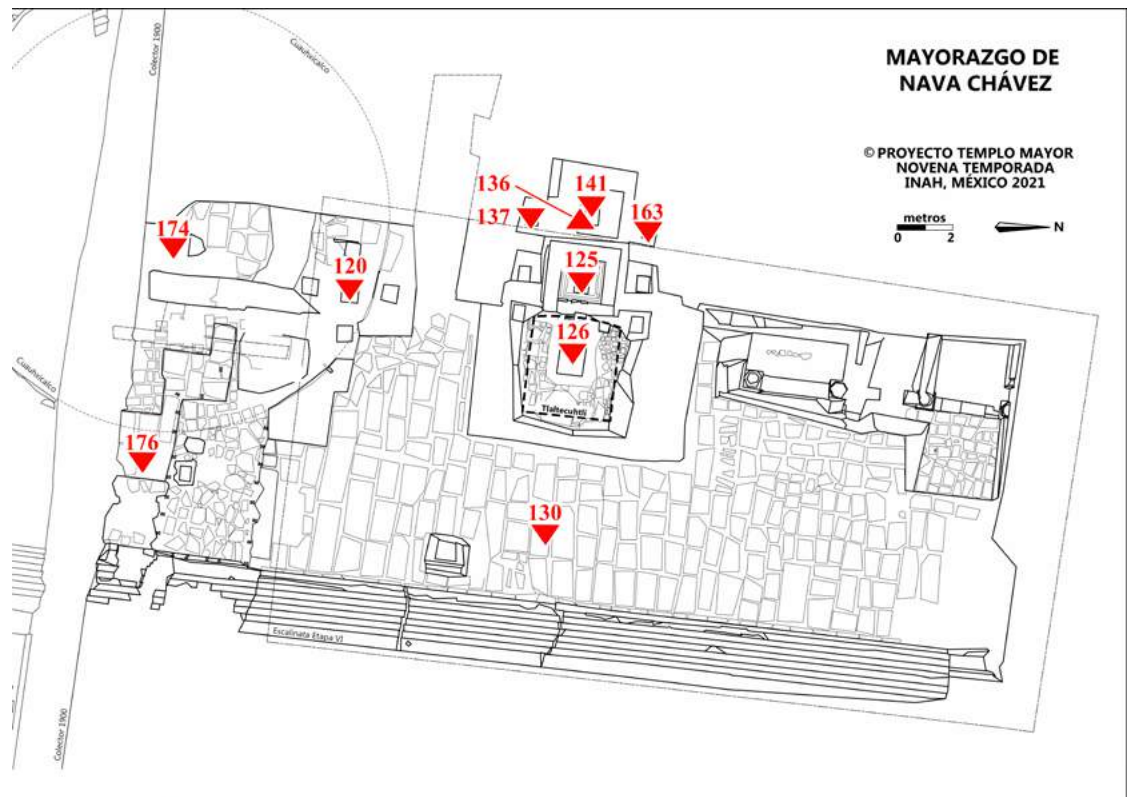 MAYORAZGO DE
NAVA CHÁVEZ
© PROYECTO TEMPLO MAYOR
NOVENA TEMPORADA
INAH, MÉXICO 2021
metros
0 2
N
Colector 1900
Cuauhxicalco
136
141
137
163
174
120
125
126
Tlaltecuhtli
Cuauhxicalco
176
130
Escalinata Etapa VI
Colector 1900